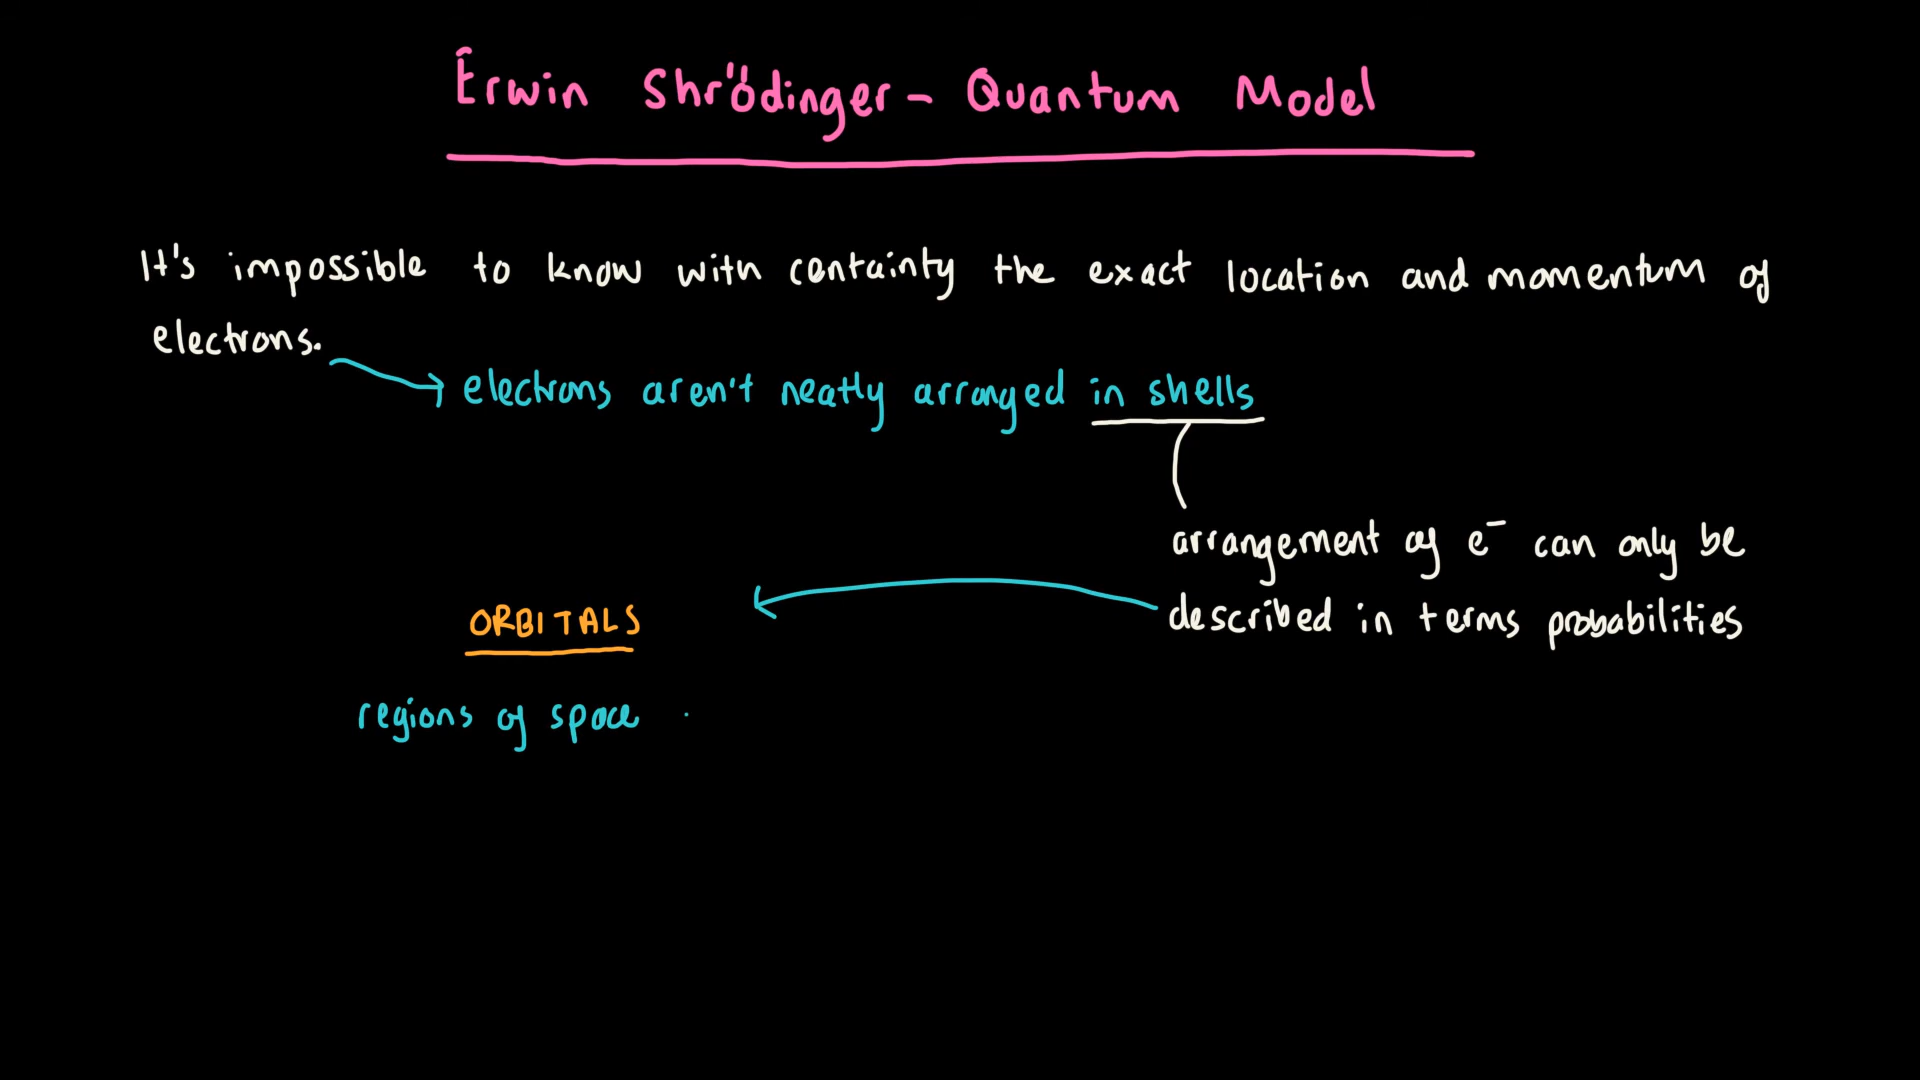 Erwin Shrödinger - Quantum Model
It's impossible to know with certainty the exact location and momentum of
electrons.
electrons aren't neatly arranged in shells
arrangement of e⁻ can only be
described in terms probabilities
ORBITALS
regions of space